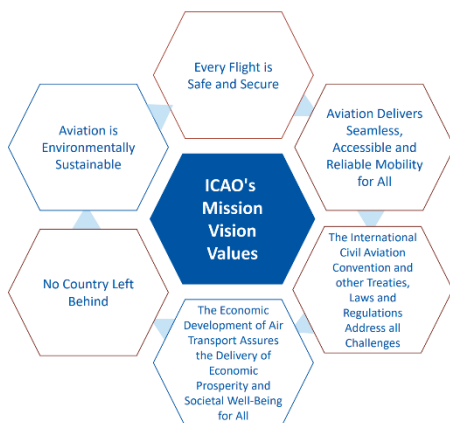 Every Flight is
Safe and Secure
Aviation Delivers
Seamless,
Accessible and
Reliable Mobility
for All
The International
Civil Aviation
Convention and
other Treaties,
Laws and
Regulations
Address all
Challenges
The Economic
Development of Air
Transport Assures
the Delivery of
Economic
Prosperity and
Societal Well-Being
for All
No Country Left
Behind
Aviation is
Environmentally
Sustainable
ICAO's
Mission
Vision
Values